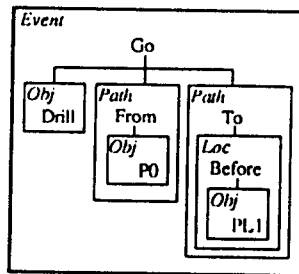 Event
Go
Obj Path Path
Drill From To
Obj Loc
P0 Before
Obj
PL1